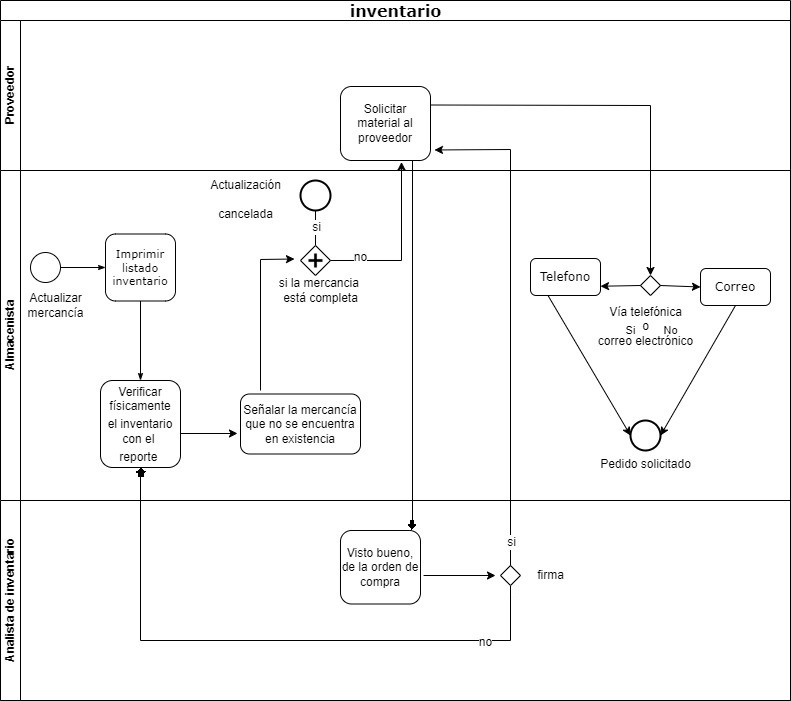 inventario
Proveedor
Solicitar
material al
proveedor
Almacenista
Actualización
cancelada
si
Imprimir
listado
inventario
Actualizar
mercancía
no
si la mercancia
está completa
Telefono
Correo
Vía telefónica
Si o No
correo electrónico
Verificar
físicamente
el inventario
con el
reporte
Señalar la mercancía
que no se encuentra
en existencia
Pedido solicitado
Analista de inventario
Visto bueno,
de la orden de
compra
si
firma
no